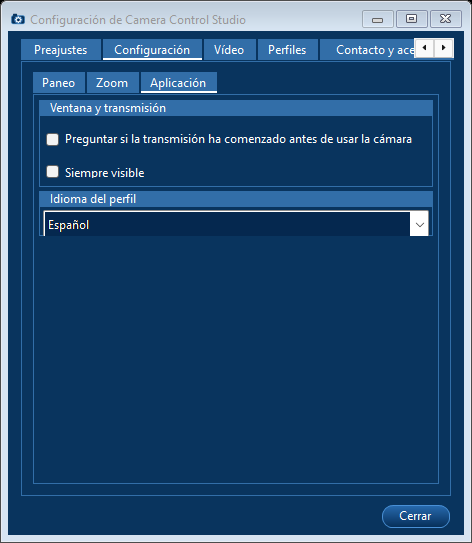 Configuración de Camera Control Studio
Preajustes Configuración Vídeo Perfiles Contacto y ace
Paneo Zoom Aplicación
Ventana y transmisión
Preguntar si la transmisión ha comenzado antes de usar la cámara
Siempre visible
Idioma del perfil
Español
Cerrar